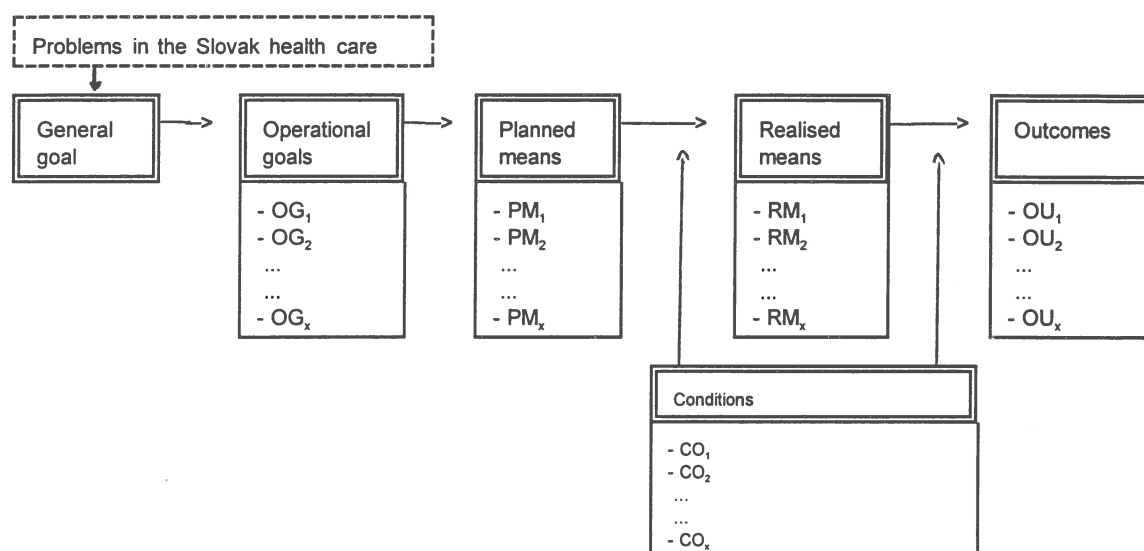 Problems in the Slovak health care
General
goal
Operational
goals
- OG₁
- OG₂
...
...
- OGₓ
Planned
means
- PM₁
- PM₂
...
...
- PMₓ
Realised
means
- RM₁
- RM₂
...
...
- RMₓ
Outcomes
- OU₁
- OU₂
...
...
- OUₓ
Conditions
- CO₁
- CO₂
...
...
- COₓ